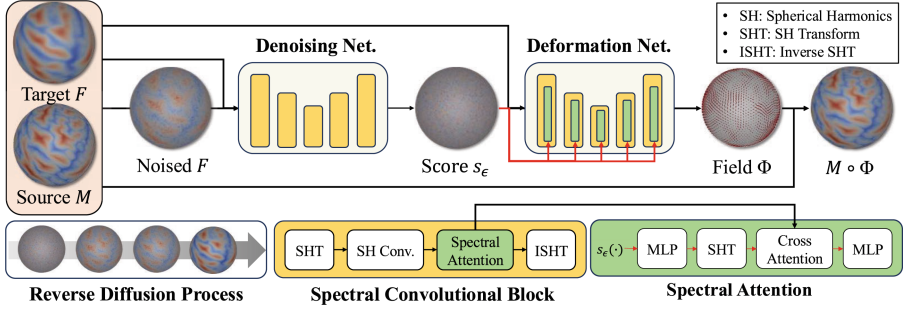 • SH: Spherical Harmonics
• SHT: SH Transform
• ISHT: Inverse SHT
Denoising Net.
Deformation Net.
Target F
Source M
Noised F
Score sϵ
Field Φ
M ∘ Φ
SHT
SH Conv.
Spectral
Attention
ISHT
sϵ(·)
MLP
SHT
Cross
Attention
MLP
Reverse Diffusion Process
Spectral Convolutional Block
Spectral Attention